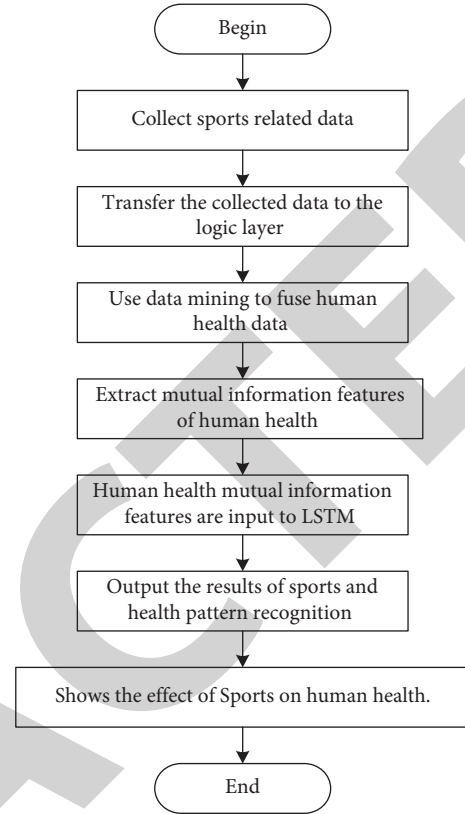 Begin
Collect sports related data
Transfer the collected data to the
logic layer
Use data mining to fuse human
health data
Extract mutual information features
of human health
Human health mutual information
features are input to LSTM
Output the results of sports and
health pattern recognition
Shows the effect of Sports on human health.
End